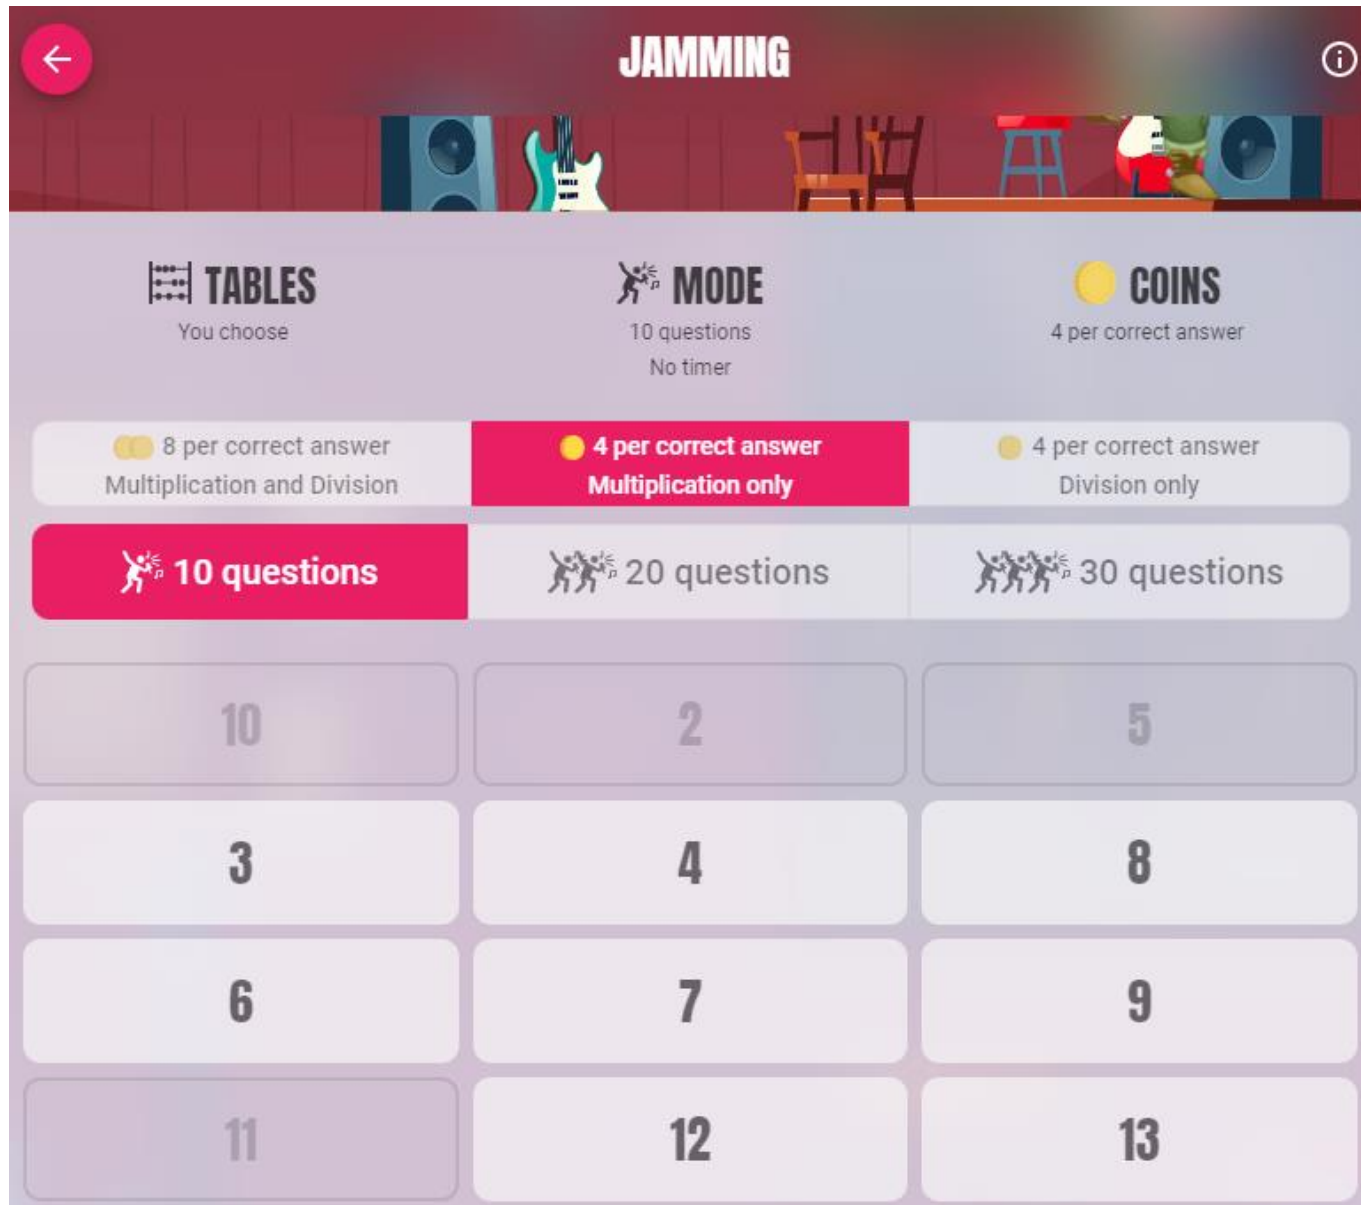 JAMMING
TABLES
You choose
MODE
10 questions
No timer
COINS
4 per correct answer
8 per correct answer
Multiplication and Division
4 per correct answer
Multiplication only
4 per correct answer
Division only
10 questions
20 questions
30 questions
10
2
5
3
4
8
6
7
9
11
12
13